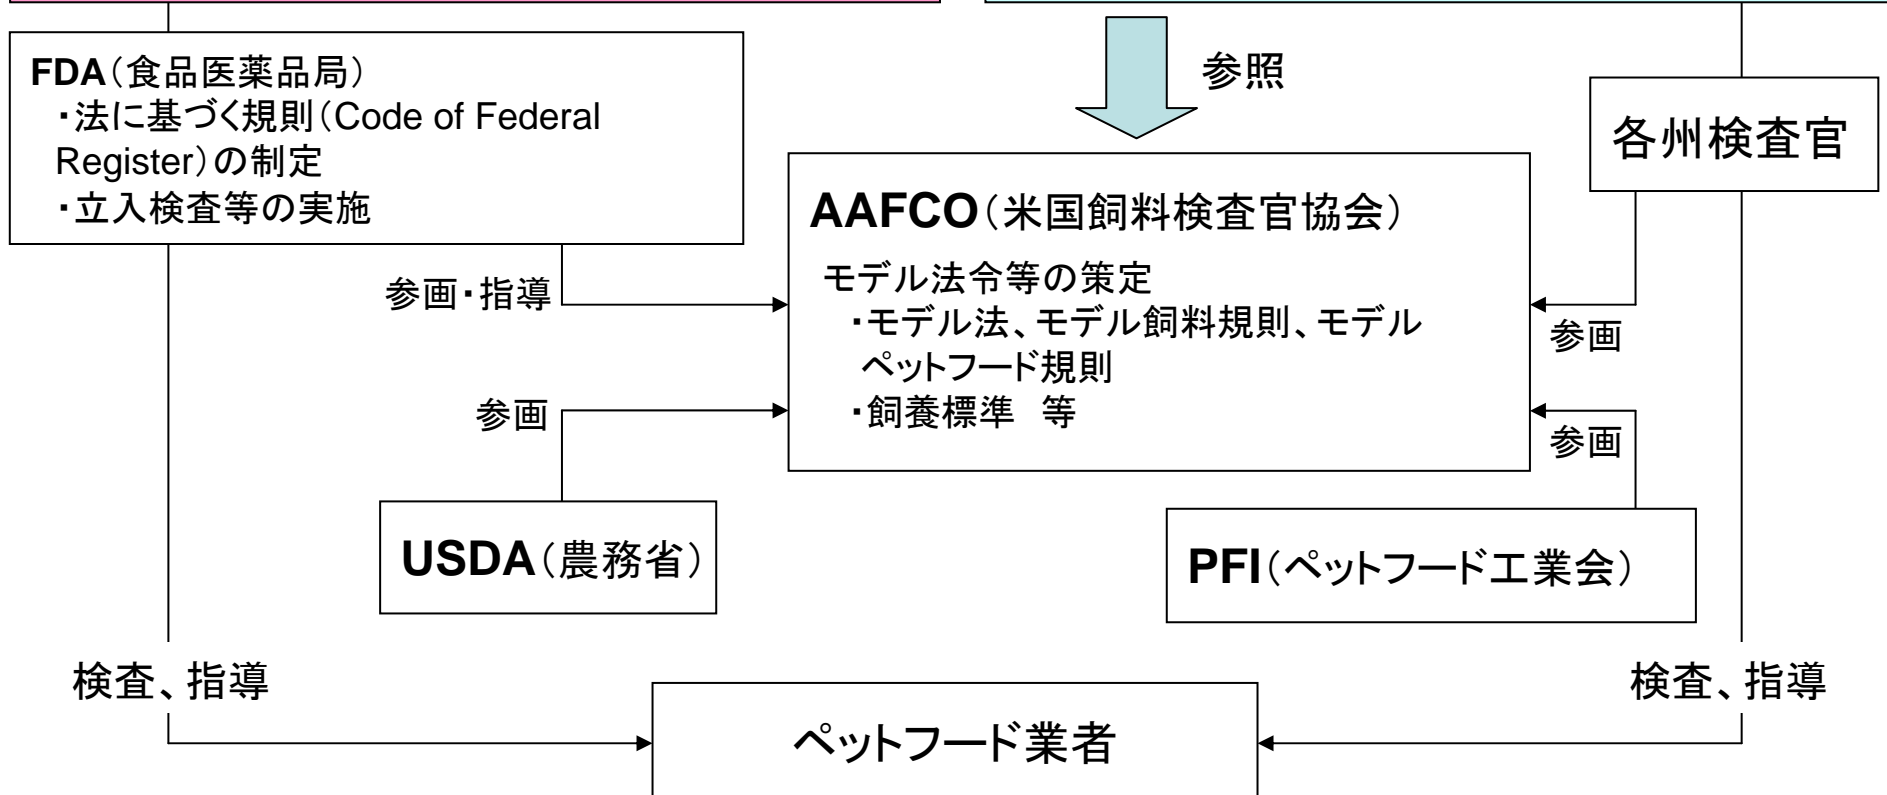 FDA（食品医薬品局）
・法に基づく規則（Code of Federal
Register）の制定
・立入検査等の実施
参照
各州検査官
AAFCO（米国飼料検査官協会）
モデル法令等の策定
・モデル法、モデル飼料規則、モデル
ペットフード規則
・飼養標準　等
参画・指導
参画
参画
参画
USDA（農務省）
PFI（ペットフード工業会）
検査、指導
検査、指導
ペットフード業者